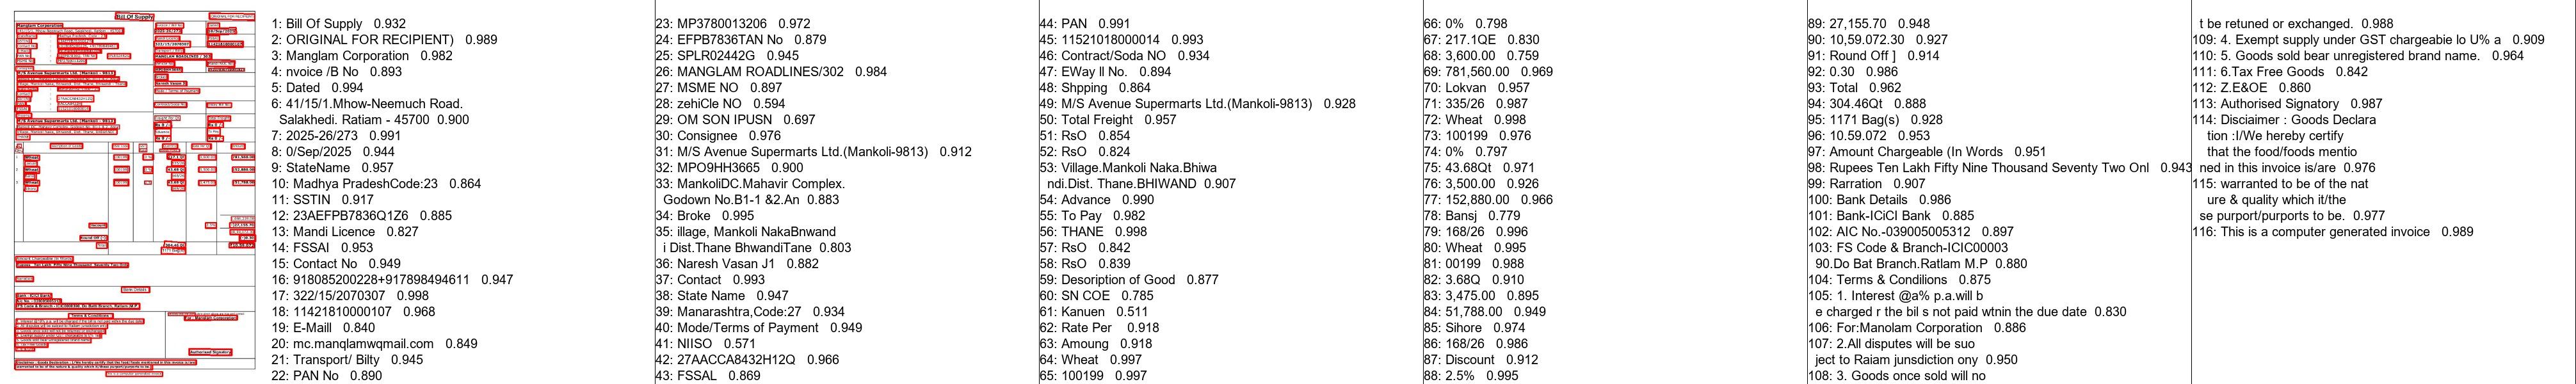 Bill Of Supply
1: Bill Of Supply 0.932
2: ORIGINAL FOR RECIPIENT) 0.989
3: Manglam Corporation 0.982
4: nvoice /B No 0.893
5: Dated 0.994
6: 41/15/1.Mhow-Neemuch Road.
Salakhedi. Ratiam - 45700 0.900
7: 2025-26/273 0.991
8: 0/Sep/2025 0.944
9: StateName 0.957
10: Madhya PradeshCode:23 0.864
11: SSTIN 0.917
12: 23AEFPB7836Q1Z6 0.885
13: Mandi Licence 0.827
14: FSSAI 0.953
15: Contact No 0.949
16: 918085200228+917898494611 0.947
17: 322/15/2070307 0.998
18: 11421810000107 0.968
19: E-Maill 0.840
20: mc.manqlamwqmail.com 0.849
21: Transport/ Bilty 0.945
22: PAN No 0.890
23: MP3780013206 0.972
24: EFPB7836TAN No 0.879
25: SPLR02442G 0.945
26: MANGLAM ROADLINES/302 0.984
27: MSME NO 0.897
28: zehiCle NO 0.594
29: OM SON IPUSN 0.697
30: Consignee 0.976
31: M/S Avenue Supermarts Ltd.(Mankoli-9813) 0.912
32: MPO9HH3665 0.900
33: MankoliDC.Mahavir Complex.
Godown No.B1-1 &2.An 0.883
34: Broke 0.995
35: illage, Mankoli NakaBnwand
i Dist.Thane BhwandiTane 0.803
36: Naresh Vasan J1 0.882
37: Contact 0.993
38: State Name 0.947
39: Manarashtra,Code:27 0.934
40: Mode/Terms of Payment 0.949
41: NIISO 0.571
42: 27AACCA8432H12Q 0.966
43: FSSAL 0.869
44: PAN 0.991
45: 11521018000014 0.993
46: Contract/Soda NO 0.934
47: EWay ll No. 0.894
48: Shpping 0.864
49: M/S Avenue Supermarts Ltd.(Mankoli-9813) 0.928
50: Total Freight 0.957
51: RsO 0.854
52: RsO 0.824
53: Village.Mankoli Naka.Bhiwa
ndi.Dist. Thane.BHIWAND 0.907
54: Advance 0.990
55: To Pay 0.982
56: THANE 0.998
57: RsO 0.842
58: RsO 0.839
59: Desoription of Good 0.877
60: SN COE 0.785
61: Kanuen 0.511
62: Rate Per 0.918
63: Amoung 0.918
64: Wheat 0.997
65: 100199 0.997
66: 0% 0.798
67: 217.1QE 0.830
68: 3,600.00 0.759
69: 781,560.00 0.969
70: Lokvan 0.957
71: 335/26 0.987
72: Wheat 0.998
73: 100199 0.976
74: 0% 0.797
75: 43.68Qt 0.971
76: 3,500.00 0.926
77: 152,880.00 0.966
78: Bansj 0.779
79: 168/26 0.996
80: Wheat 0.995
81: 00199 0.988
82: 3.68Q 0.910
83: 3,475.00 0.895
84: 51,788.00 0.949
85: Sihore 0.974
86: 168/26 0.986
87: Discount 0.912
88: 2.5% 0.995
89: 27,155.70 0.948
90: 10,59.072.30 0.927
91: Round Off ] 0.914
92: 0.30 0.986
93: Total 0.962
94: 304.46Qt 0.888
95: 1171 Bag(s) 0.928
96: 10.59.072 0.953
97: Amount Chargeable (In Words 0.951
98: Rupees Ten Lakh Fifty Nine Thousand Seventy Two Onl 0.943
99: Rarration 0.907
100: Bank Details 0.986
101: Bank-ICiCI Bank 0.885
102: AIC No.-039005005312 0.897
103: FS Code & Branch-ICIC00003
90.Do Bat Branch.Ratlam M.P 0.880
104: Terms & Condiilions 0.875
105: 1. Interest @a% p.a.will b
e charged r the bil s not paid wtnin the due date 0.830
106: For:Manolam Corporation 0.886
107: 2.All disputes will be suo
ject to Raiam junsdiction ony 0.950
108: 3. Goods once sold will no
t be retuned or exchanged. 0.988
109: 4. Exempt supply under GST chargeabie lo U% a 0.909
110: 5. Goods sold bear unregistered brand name. 0.964
111: 6.Tax Free Goods 0.842
112: Z.E&OE 0.860
113: Authorised Signatory 0.987
114: Disciaimer : Goods Declara
tion :I/We hereby certify
that the food/foods mentio
ned in this invoice is/are 0.976
115: warranted to be of the nat
ure & quality which it/the
se purport/purports to be. 0.977
116: This is a computer generated invoice 0.989